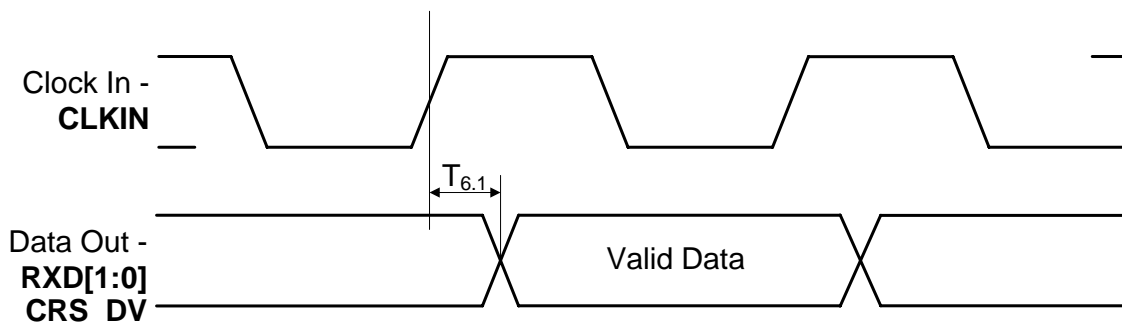 Clock In -
CLKIN
T6.1
Data Out -
RXD[1:0]
CRS_DV
Valid Data